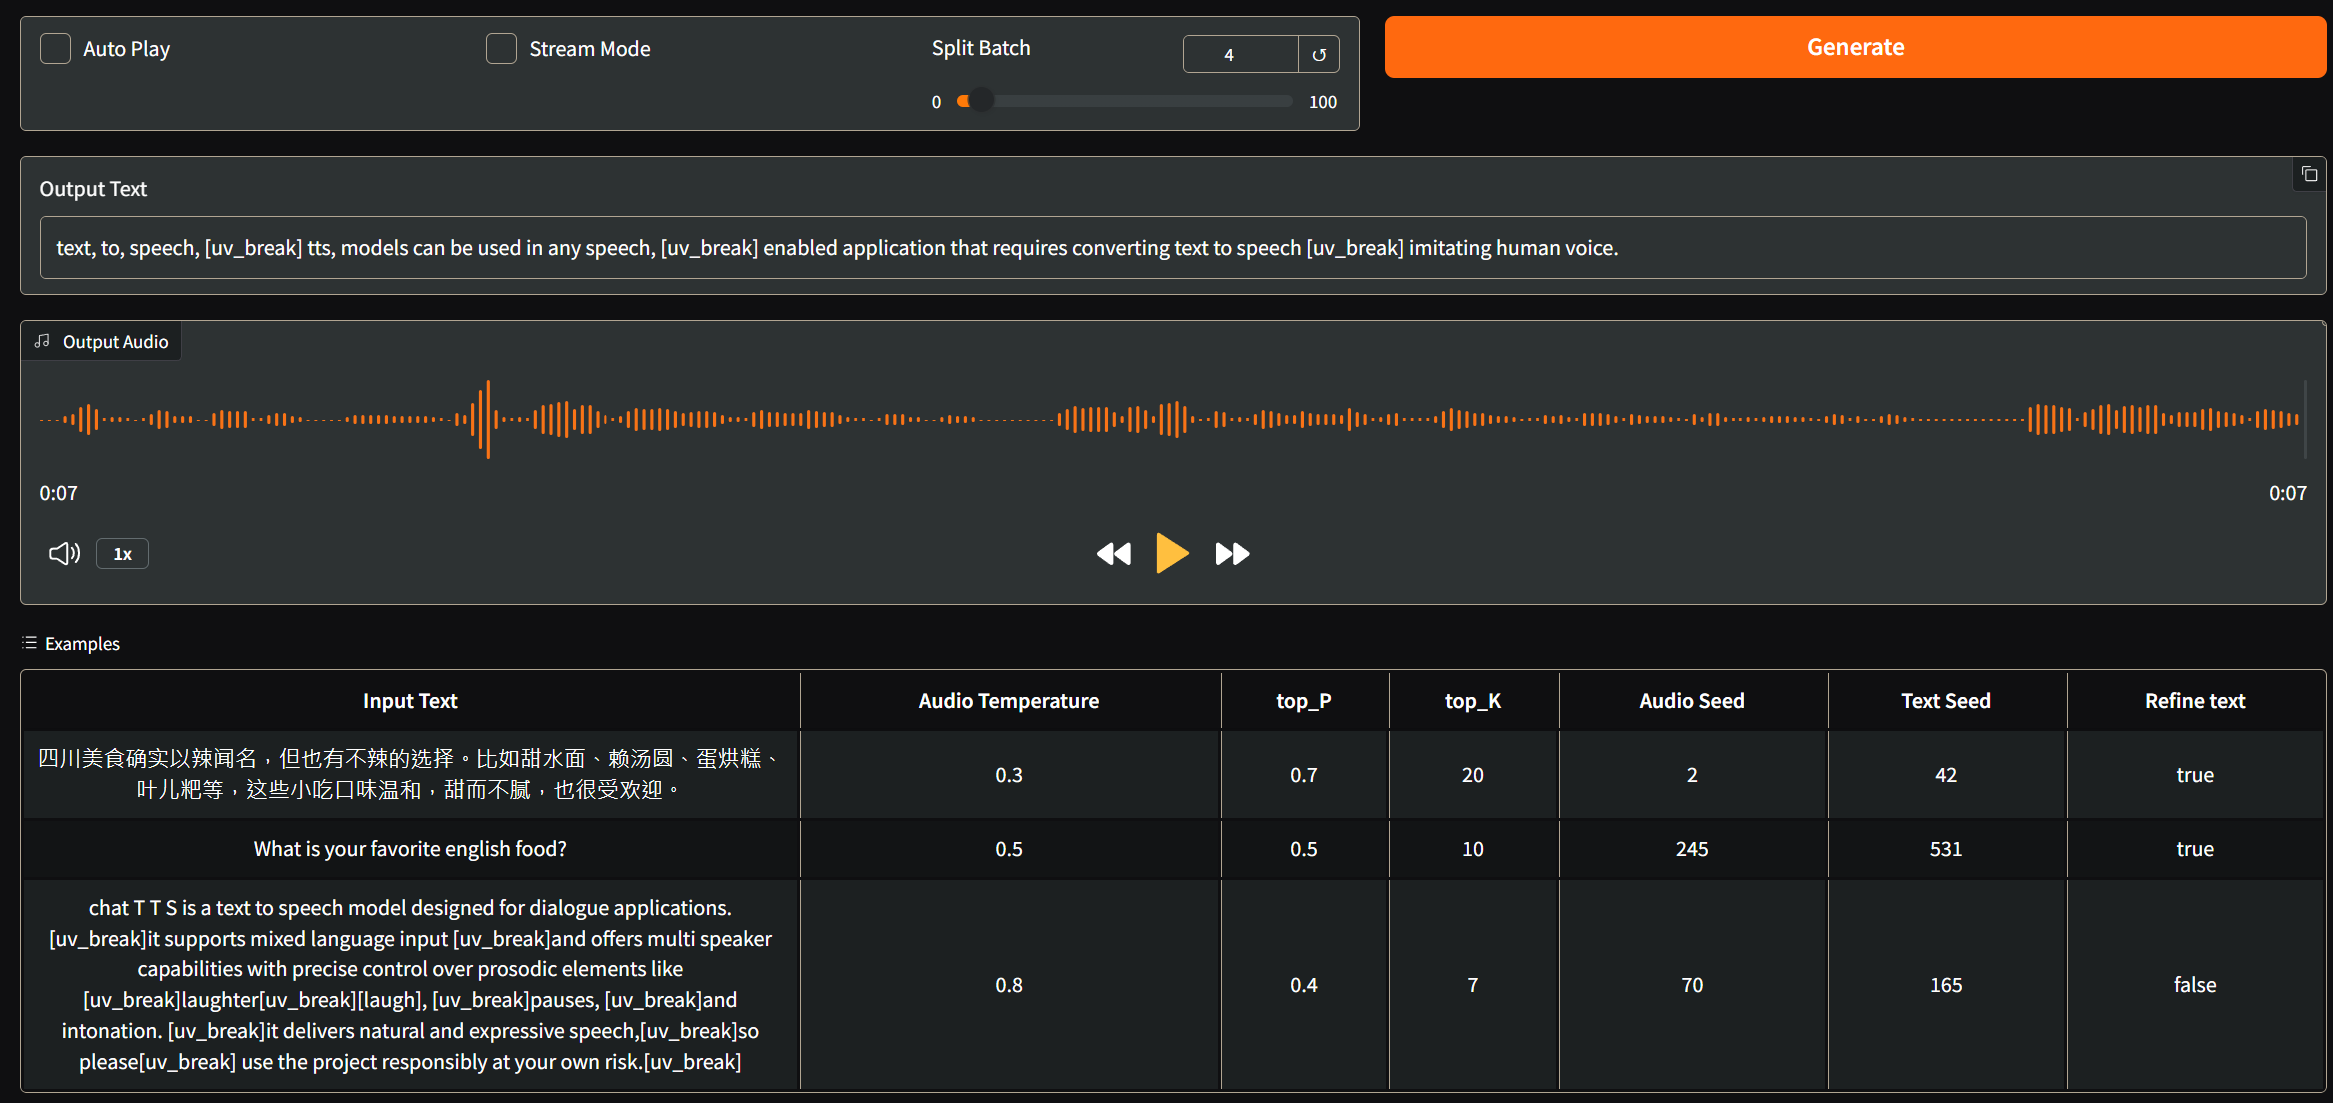 Auto Play
Stream Mode
Split Batch
4
0
100
Generate
Output Text
text, to, speech, [uv_break] tts, models can be used in any speech, [uv_break] enabled application that requires converting text to speech [uv_break] imitating human voice.
Output Audio
0:07
0:07
1x
Examples
Input Text
Audio Temperature
top_P
top_K
Audio Seed
Text Seed
Refine text
四川美食确实以辣闻名，但也有不辣的选择。比如甜水面、赖汤圆、蛋烘糕、
叶儿粑等，这些小吃口味温和，甜而不腻，也很受欢迎。
0.3
0.7
20
2
42
true
What is your favorite english food?
0.5
0.5
10
245
531
true
chat T T S is a text to speech model designed for dialogue applications.
[uv_break]it supports mixed language input [uv_break]and offers multi speaker
capabilities with precise control over prosodic elements like
[uv_break]laughter[uv_break][laugh], [uv_break]pauses, [uv_break]and
intonation. [uv_break]it delivers natural and expressive speech,[uv_break]so
please[uv_break] use the project responsibly at your own risk.[uv_break]
0.8
0.4
7
70
165
false